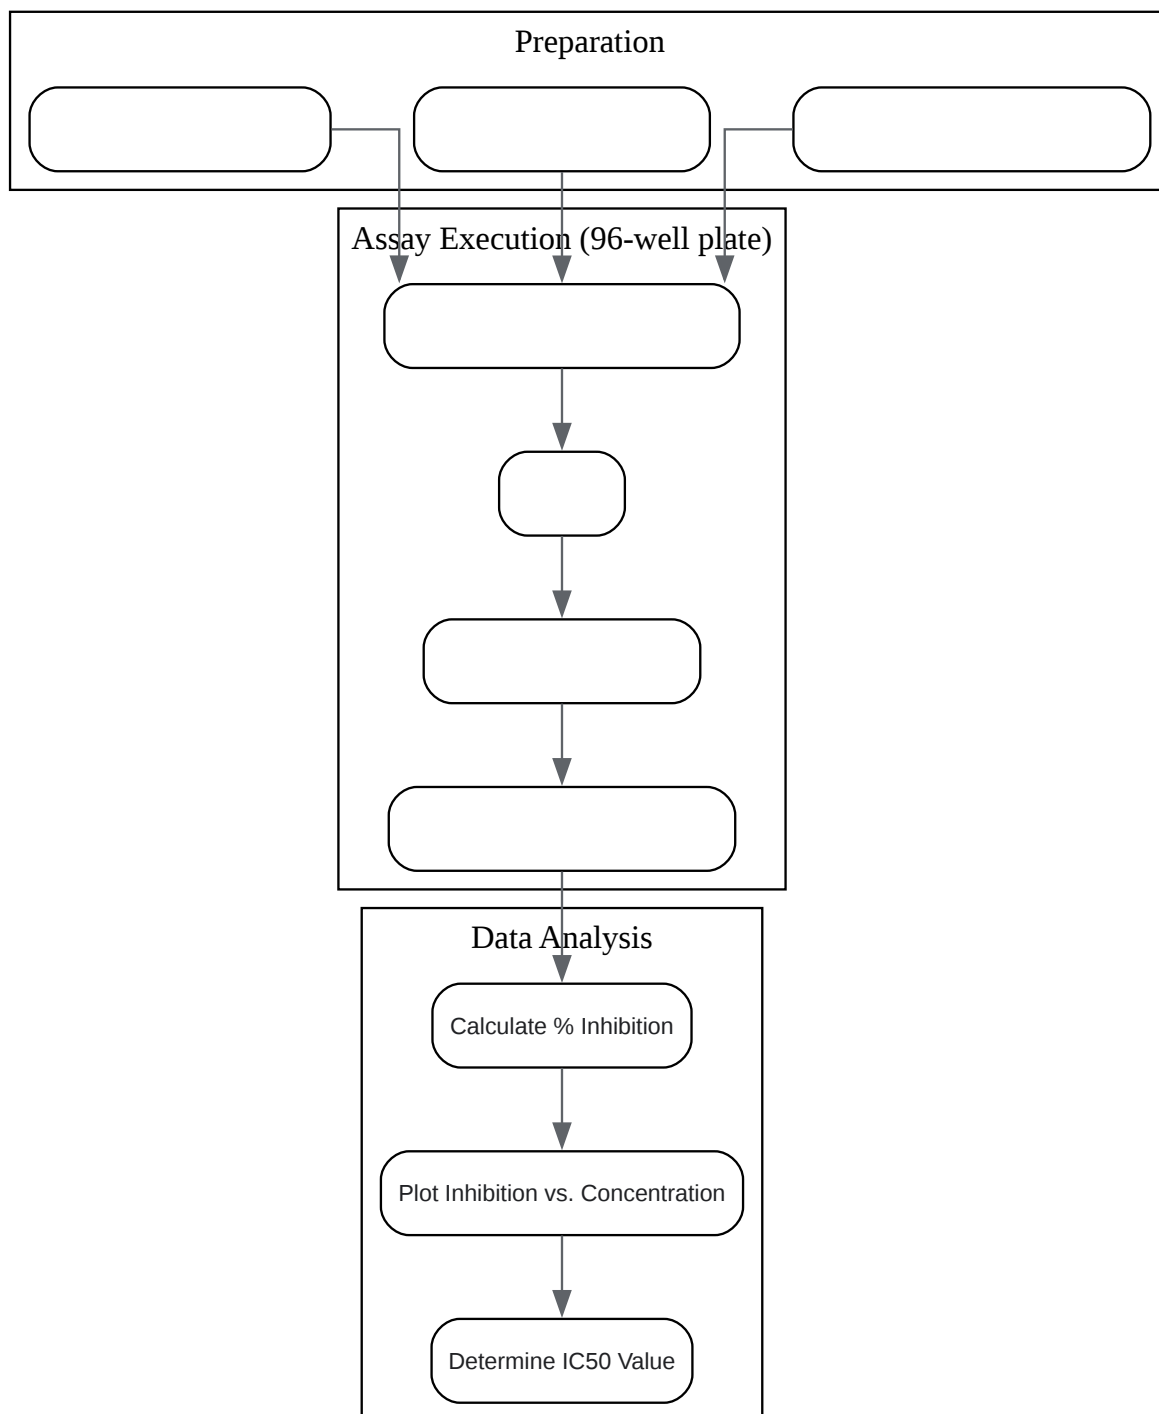 Preparation
Assay Execution (96-well plate)
Data Analysis
Calculate % Inhibition
Plot Inhibition vs. Concentration
Determine IC50 Value